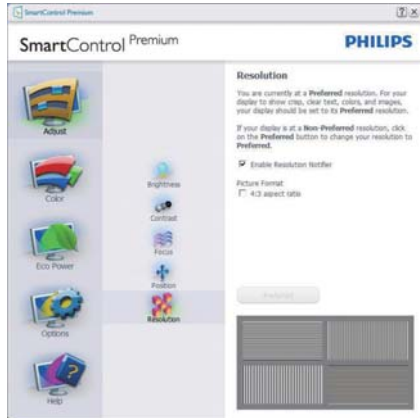 SmartControl Premium
SmartControl Premium
PHILIPS
Adjust
Color
Eco Power
Options
Help
Brightness
Contrast
Focus
Position
Resolution
Resolution
You are currently at a Preferred resolution. For your
display to show crisp, clear text, colors, and images,
your display should be set to its Preferred resolution.
If your display is at a Non-Preferred resolution, click
on the Preferred button to change your resolution to
Preferred.
Enable Resolution Notifier
Picture Format
4:3 aspect ratio
Preferred